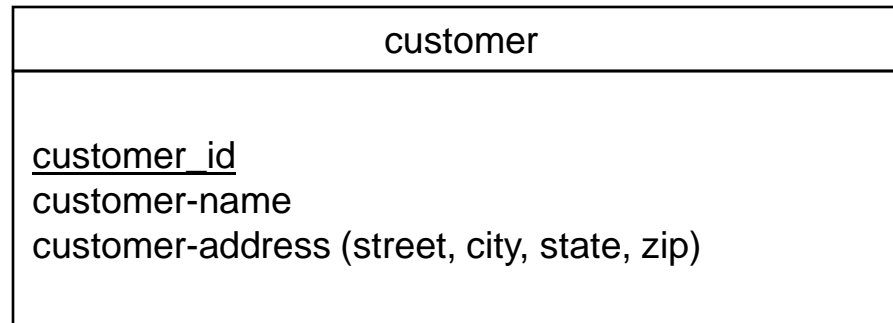 customer
customer_id
customer-name
customer-address (street, city, state, zip)